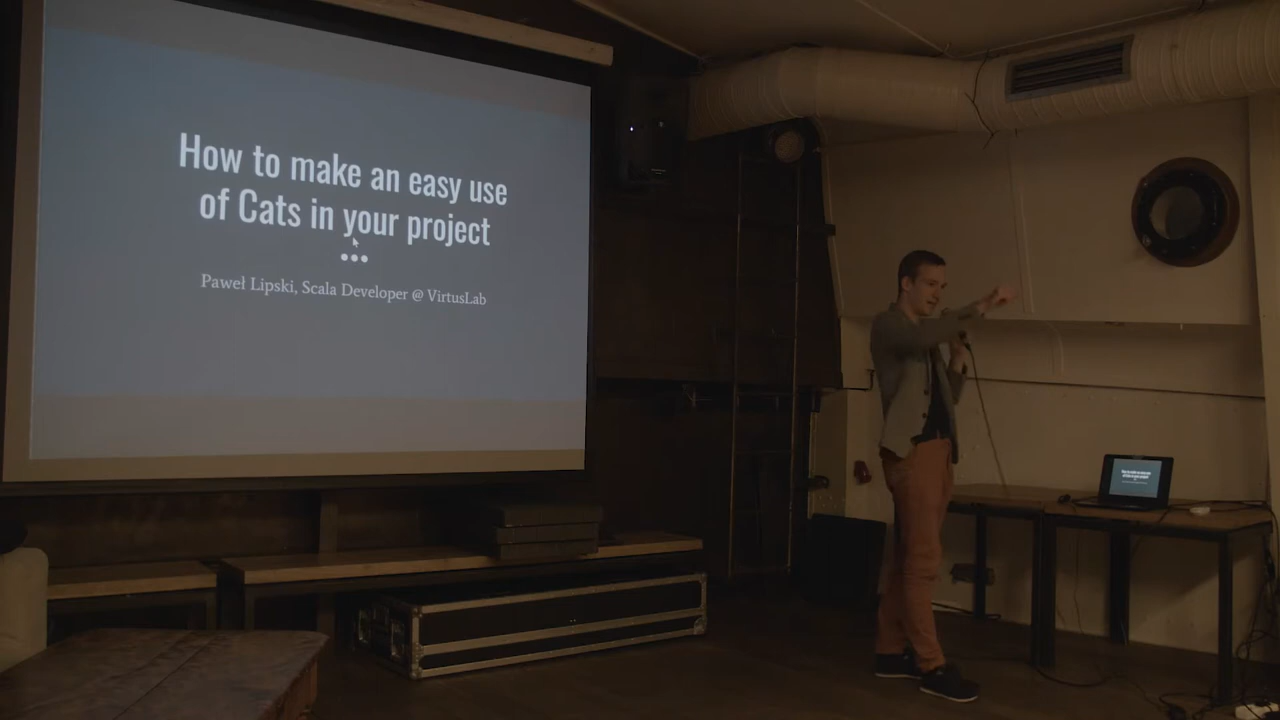 How to make an easy use
of Cats in your project
Paweł Lipski, Scala Developer @ VirtusLab